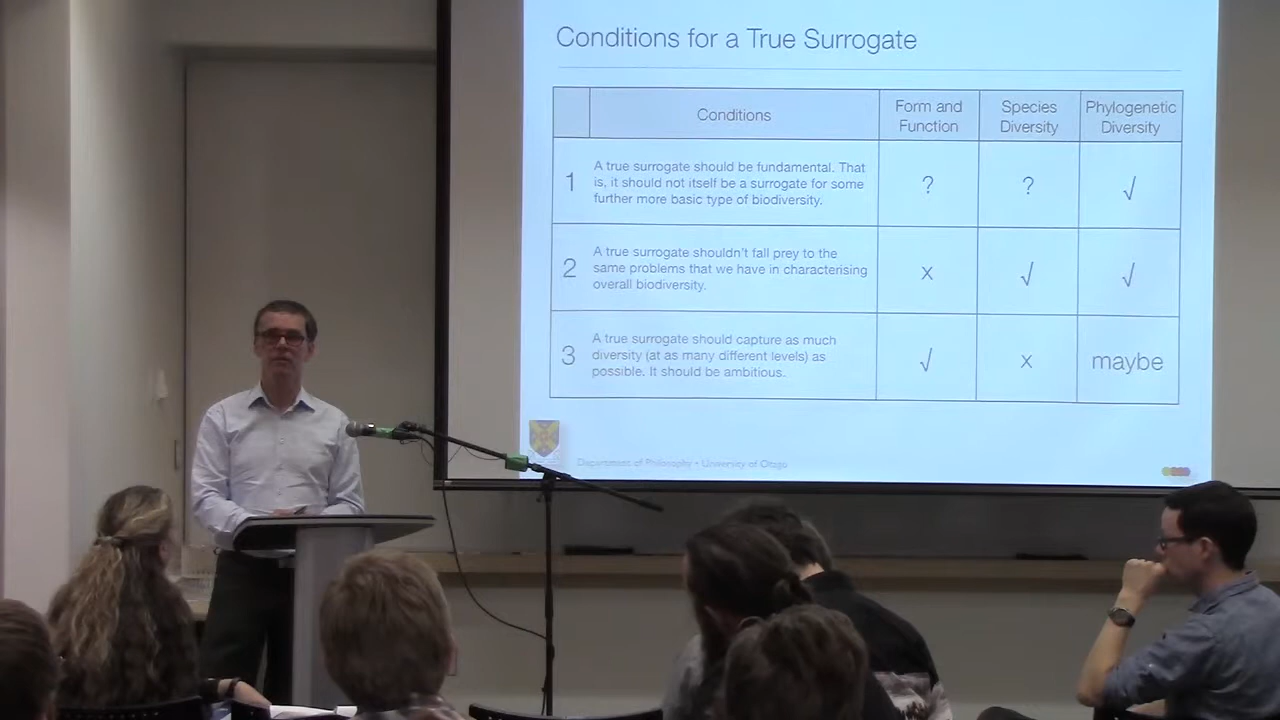 Conditions for a True Surrogate
Conditions
Form and
Function
Species
Diversity
Phylogenetic
Diversity
1
A true surrogate should be fundamental. That
is, it should not itself be a surrogate for some
further more basic type of biodiversity.
?
?
√
2
A true surrogate shouldn't fall prey to the
same problems that we have in characterising
overall biodiversity.
x
√
√
3
A true surrogate should capture as much
diversity (at as many different levels) as
possible. It should be ambitious.
√
x
maybe
Department of Philosophy • University of Otago